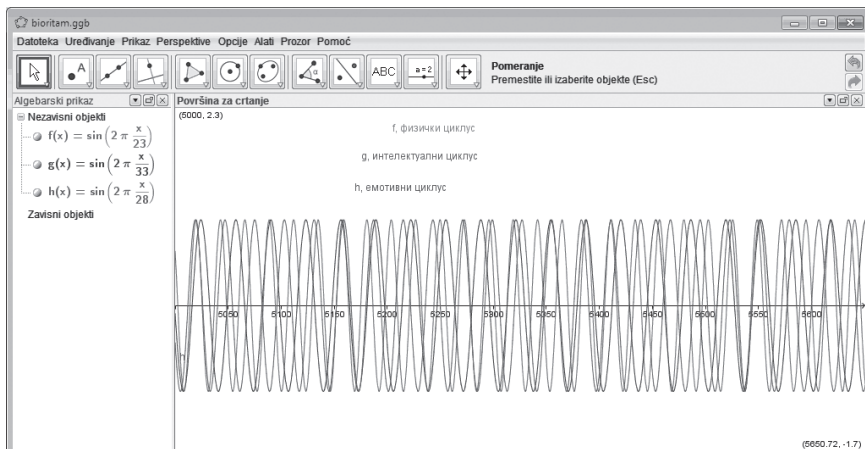 bioritam.ggb
Datoteka Uređivanje Prikaz Perspektive Opcije Alati Prozor Pomoć
A
α
ABC
a = 2
Pomeranje
Premestite ili izaberite objekte (Esc)
Algebarski prikaz
Površina za crtanje
Nezavisni objekti
f(x) = sin(2 π x/23)
g(x) = sin(2 π x/33)
h(x) = sin(2 π x/28)
Zavisni objekti
(5000, 2.3)
f, физички циклус
g, интелектуални циклус
h, емотивни циклус
5050 5100 5150 5200 5250 5300 5350 5400 5450 5500 5550 5600
h
(5650.72, -1.7)